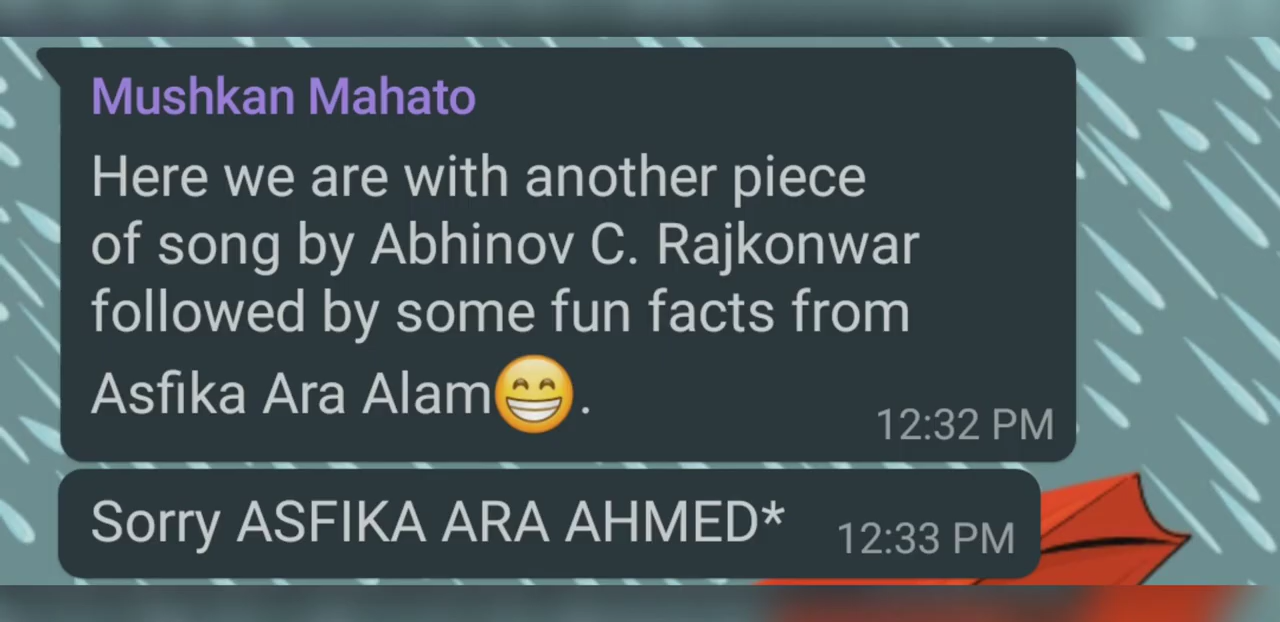 Mushkan Mahato
Here we are with another piece
of song by Abhinov C. Rajkonwar
followed by some fun facts from
Asfika Ara Alam😁.
12:32 PM
Sorry ASFIKA ARA AHMED*
12:33 PM